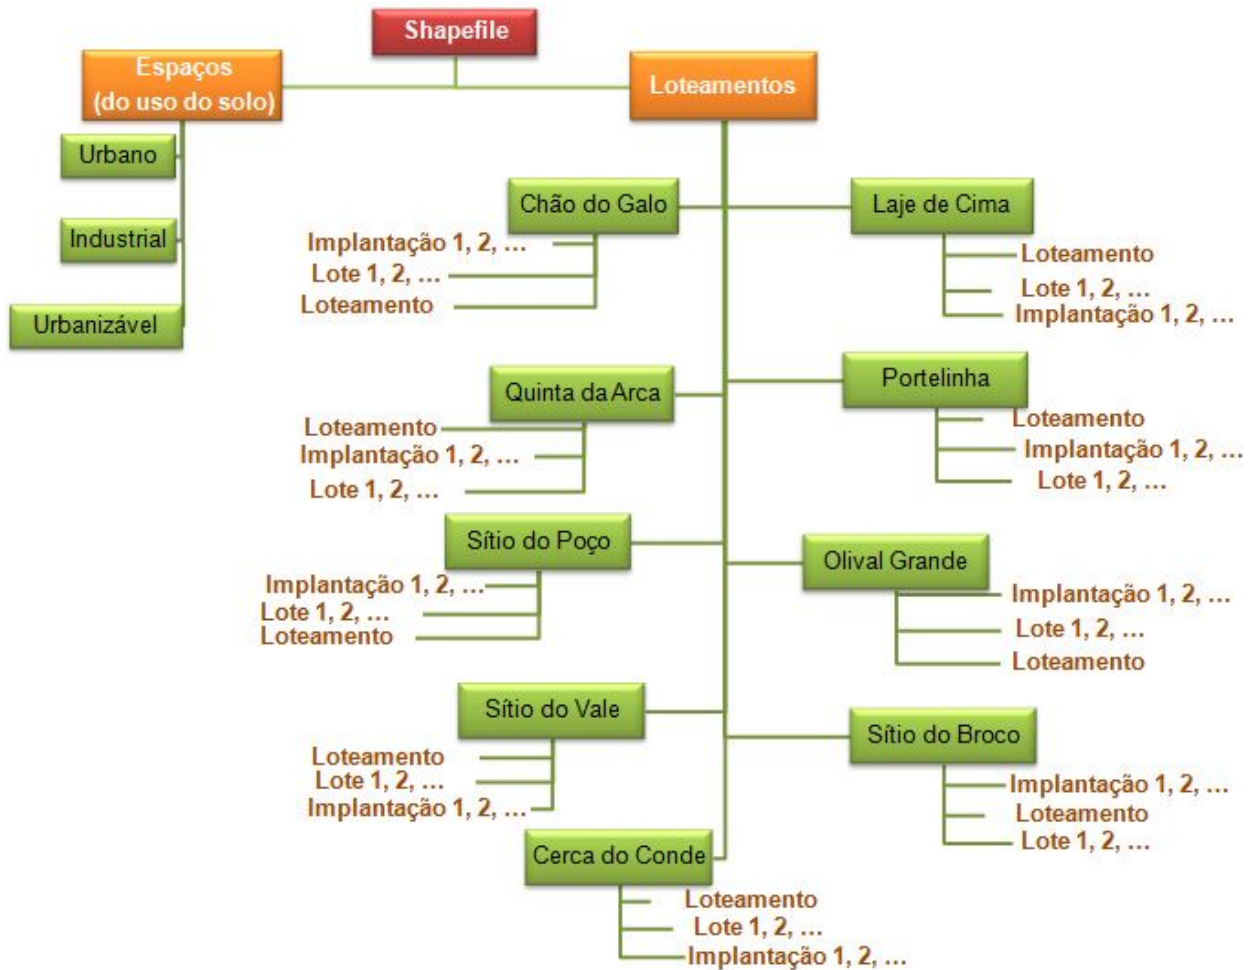 Shapefile
Espaços
(do uso do solo)
Loteamentos
Urbano
Industrial
Urbanizável
Chão do Galo
Implantação 1, 2, ...
Lote 1, 2, ...
Loteamento
Laje de Cima
Loteamento
Lote 1, 2, ...
Implantação 1, 2, ...
Quinta da Arca
Loteamento
Implantação 1, 2, ...
Lote 1, 2, ...
Portelinha
Loteamento
Implantação 1, 2, ...
Lote 1, 2, ...
Sítio do Poço
Implantação 1, 2, ...
Lote 1, 2, ...
Loteamento
Olival Grande
Implantação 1, 2, ...
Lote 1, 2, ...
Loteamento
Sítio do Vale
Loteamento
Lote 1, 2, ...
Implantação 1, 2, ...
Sítio do Broco
Implantação 1, 2, ...
Loteamento
Lote 1, 2, ...
Cerca do Conde
Loteamento
Lote 1, 2, ...
Implantação 1, 2, ...